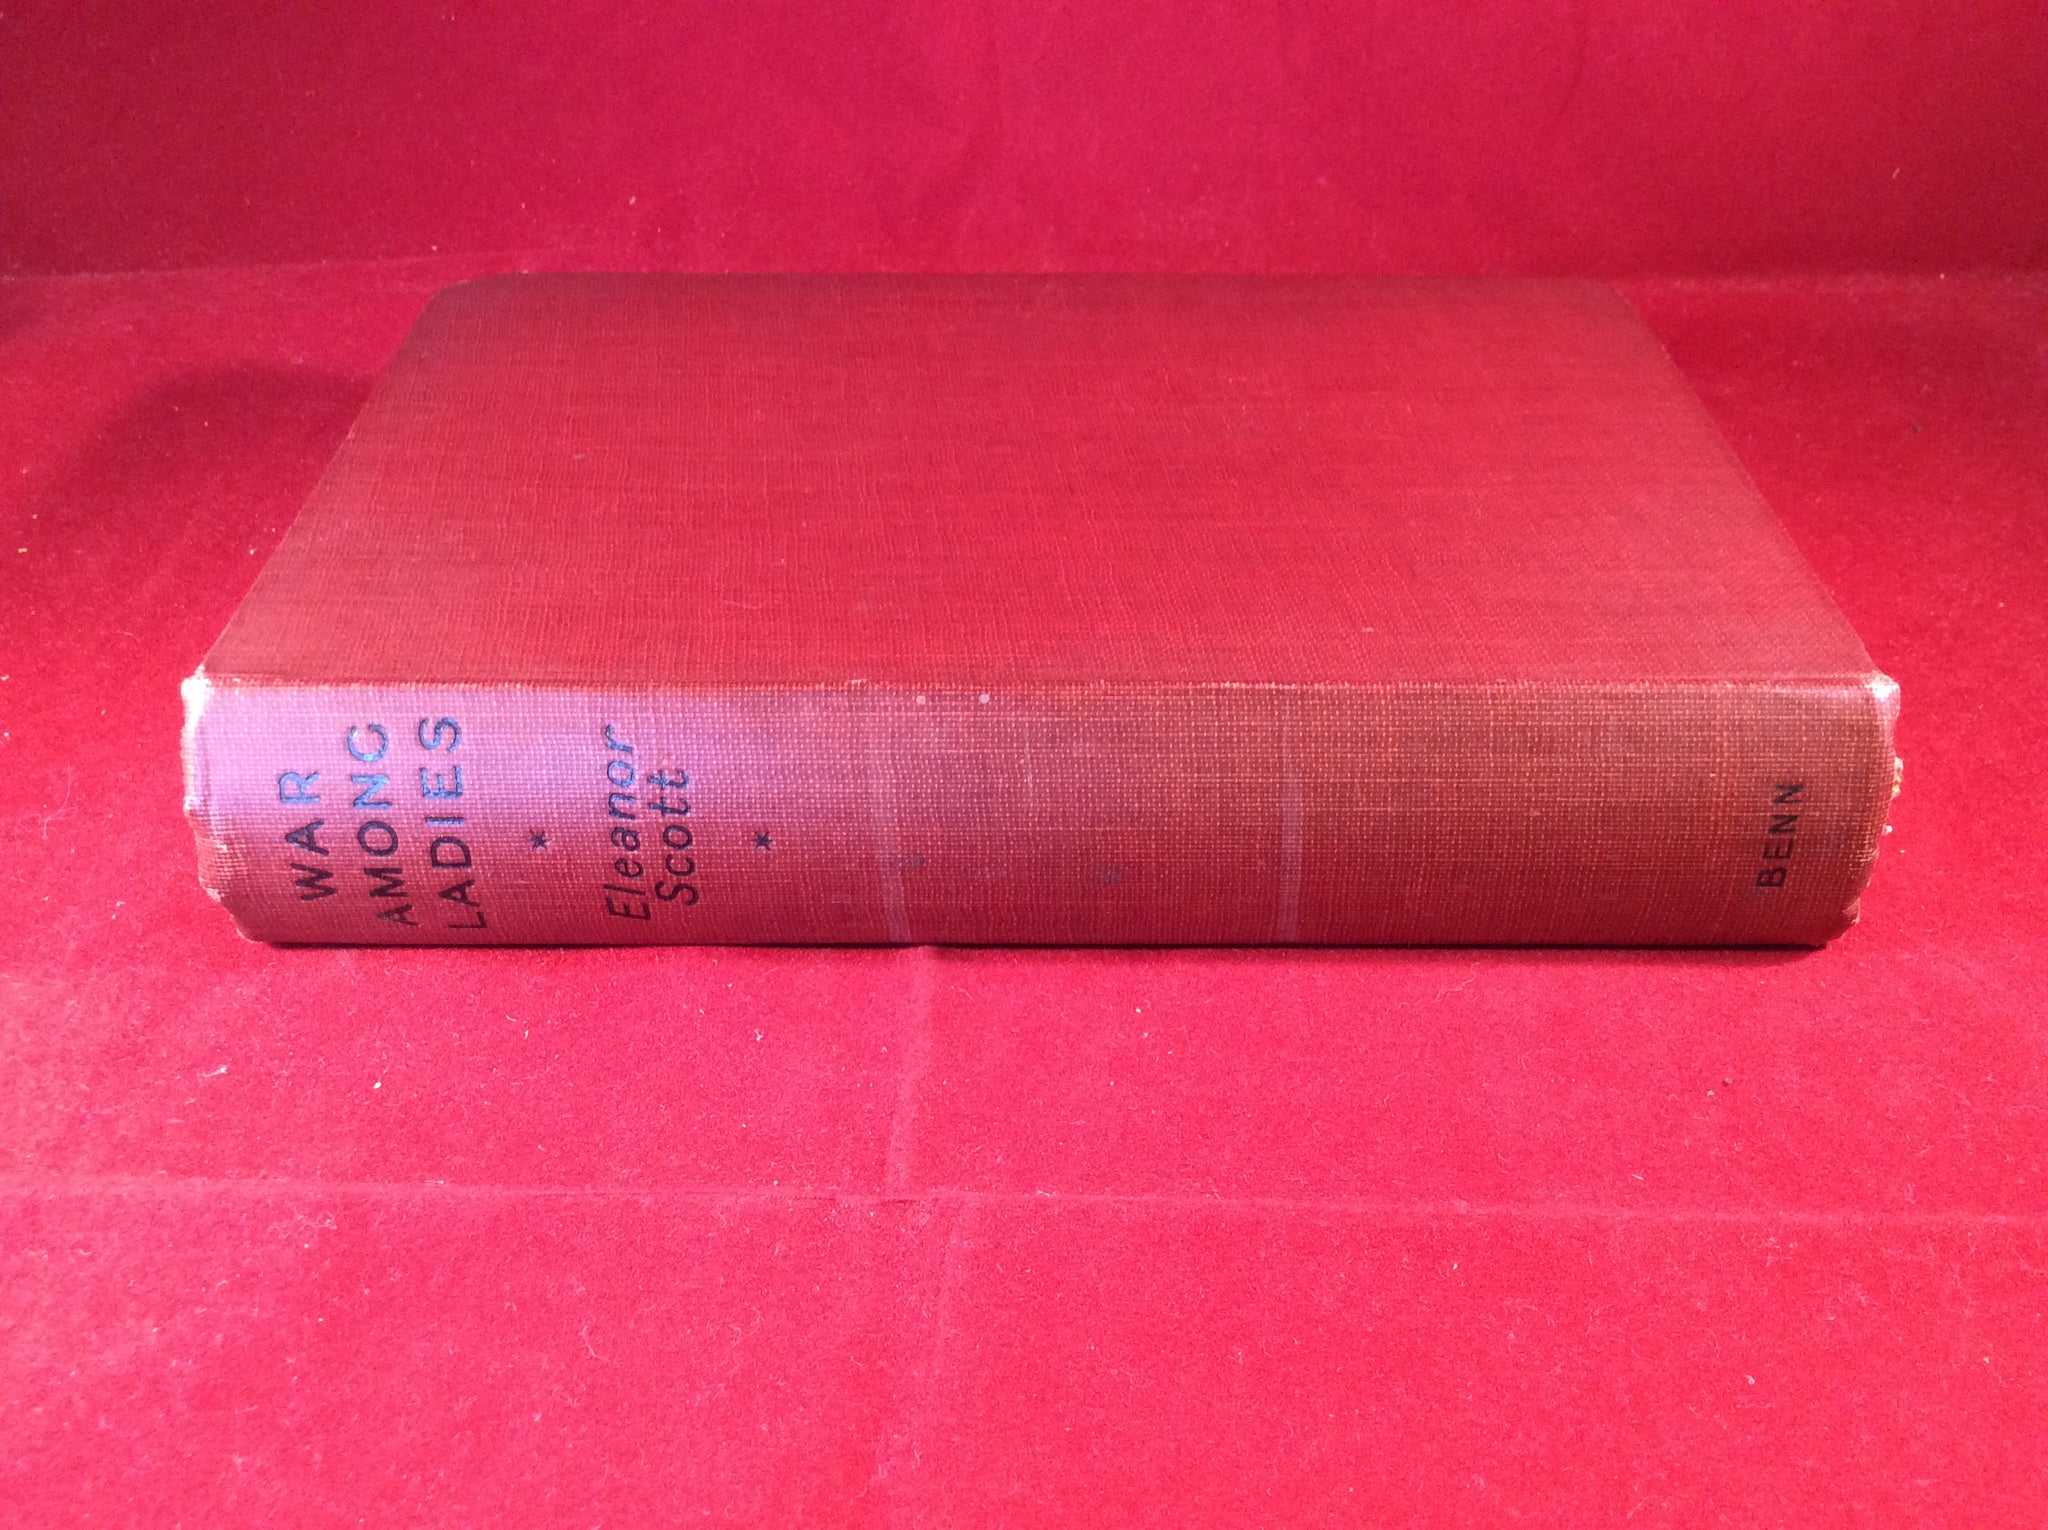 WAR
AMONG
LADIES
*
Eleanor
Scott
*
BENN